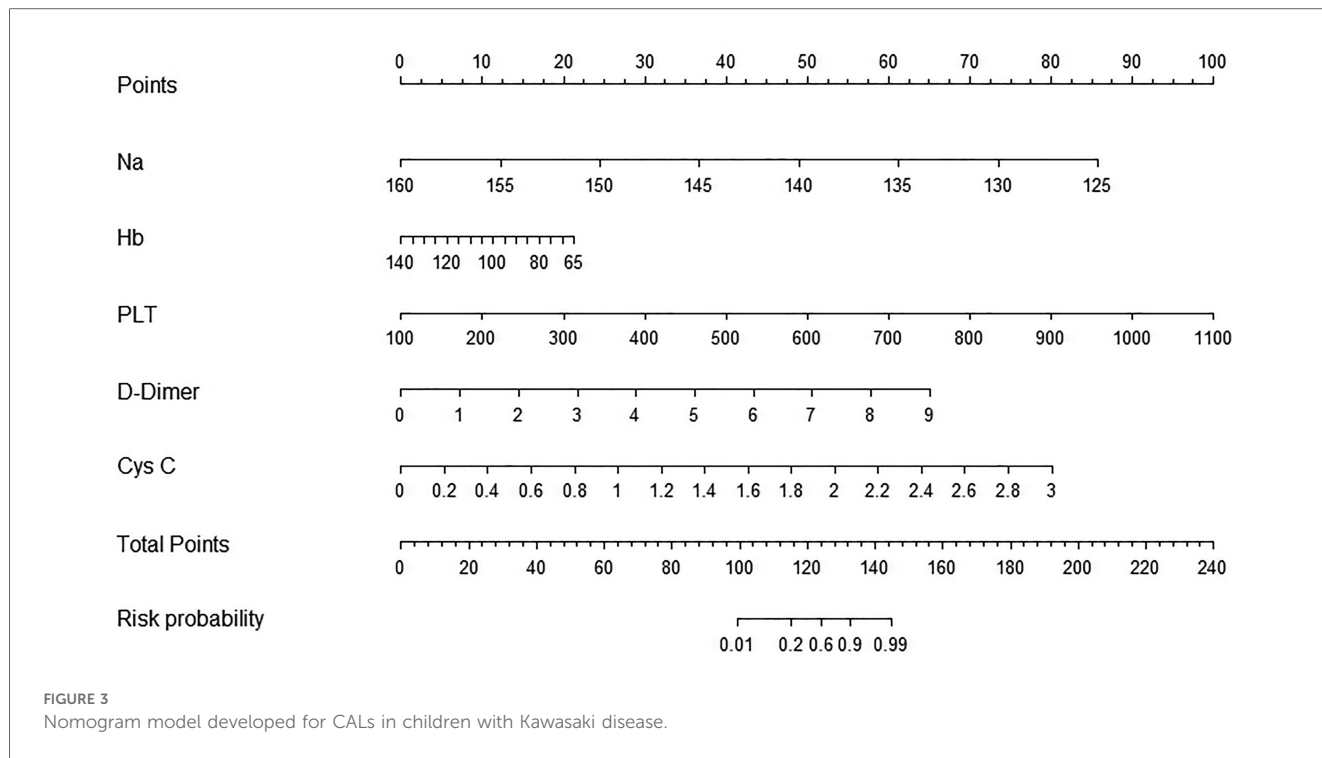 0 10 20 30 40 50 60 70 80 90 100
Points
Na
160 155 150 145 140 135 130 125
Hb
140 120 100 80 65
PLT
100 200 300 400 500 600 700 800 900 1000 1100
D-Dimer
0 1 2 3 4 5 6 7 8 9
Cys C
0 0.2 0.4 0.6 0.8 1 1.2 1.4 1.6 1.8 2 2.2 2.4 2.6 2.8 3
Total Points
0 20 40 60 80 100 120 140 160 180 200 220 240
Risk probability
0.01 0.2 0.6 0.9 0.99
FIGURE 3
Nomogram model developed for CALs in children with Kawasaki disease.